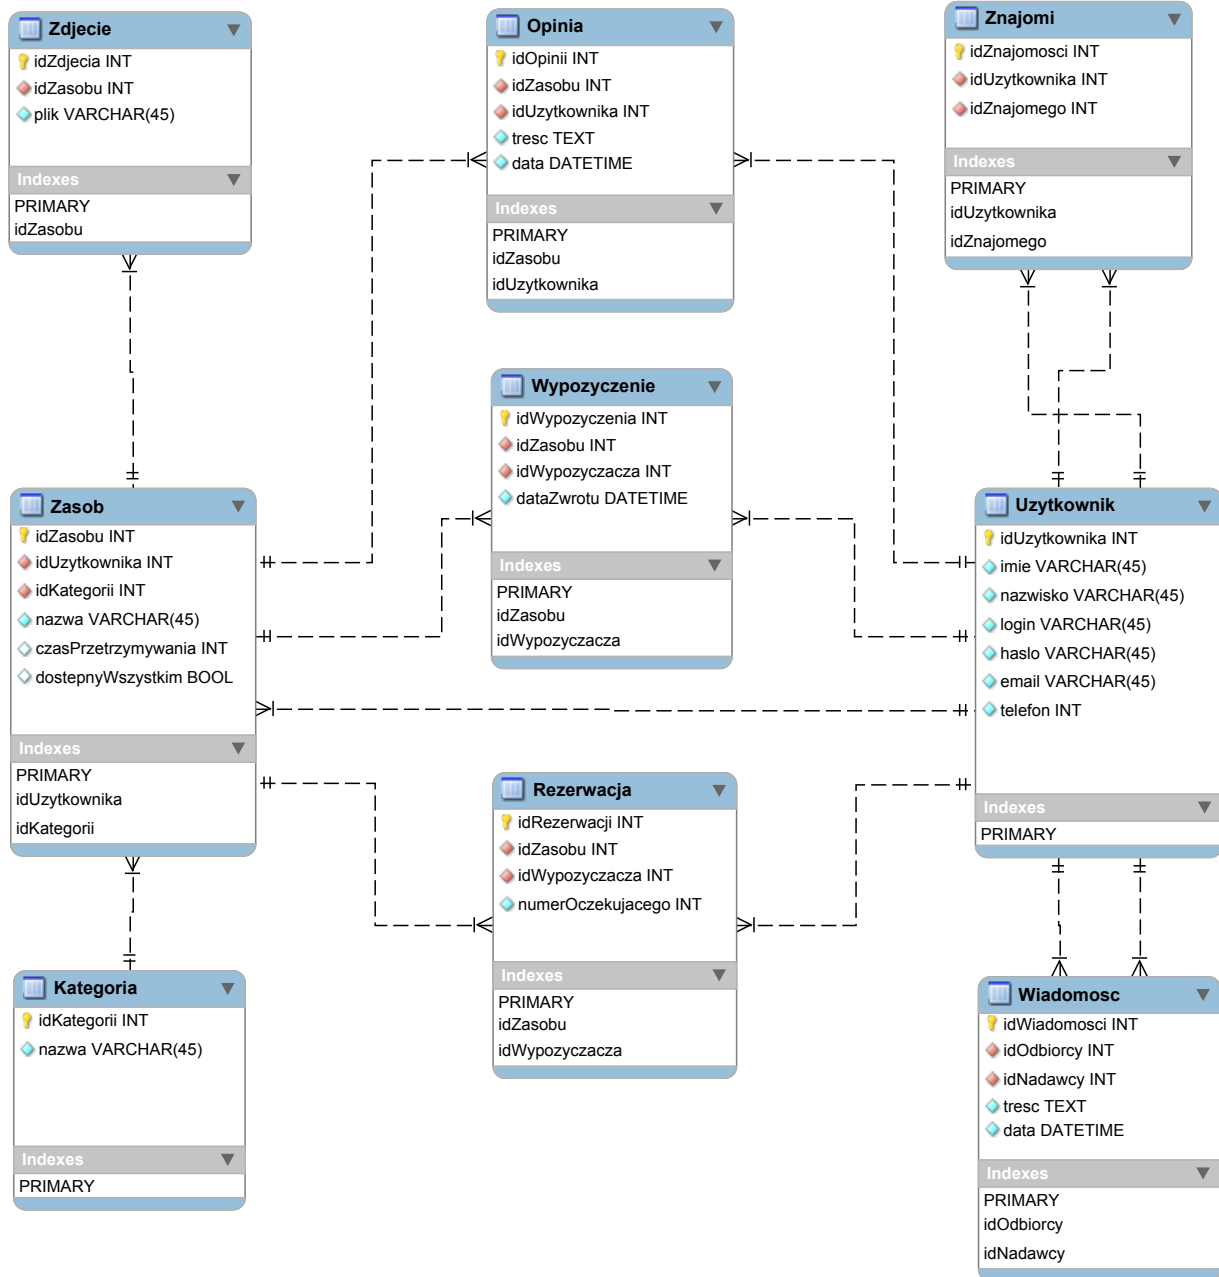 Zdjecie
idZdjecia INT
idZasobu INT
plik VARCHAR(45)
Indexes
PRIMARY
idZasobu
Opinia
idOpinii INT
idZasobu INT
idUzytkownika INT
tresc TEXT
data DATETIME
Indexes
PRIMARY
idZasobu
idUzytkownika
Znajomi
idZnajomosci INT
idUzytkownika INT
idZnajomego INT
Indexes
PRIMARY
idUzytkownika
idZnajomego
Wypozyczenie
idWypozyczenia INT
idZasobu INT
idWypozyczacza INT
dataZwrotu DATETIME
Indexes
PRIMARY
idZasobu
idWypozyczacza
Zasob
idZasobu INT
idUzytkownika INT
idKategorii INT
nazwa VARCHAR(45)
czasPrzetrzymywania INT
dostepnyWszystkim BOOL
Indexes
PRIMARY
idUzytkownika
idKategorii
Uzytkownik
idUzytkownika INT
imie VARCHAR(45)
nazwisko VARCHAR(45)
login VARCHAR(45)
haslo VARCHAR(45)
email VARCHAR(45)
telefon INT
Indexes
PRIMARY
Rezerwacja
idRezerwacji INT
idZasobu INT
idWypozyczacza INT
numerOczekujacego INT
Indexes
PRIMARY
idZasobu
idWypozyczacza
Kategoria
idKategorii INT
nazwa VARCHAR(45)
Indexes
PRIMARY
Wiadomosc
idWiadomosci INT
idOdbiorcy INT
idNadawcy INT
tresc TEXT
data DATETIME
Indexes
PRIMARY
idOdbiorcy
idNadawcy